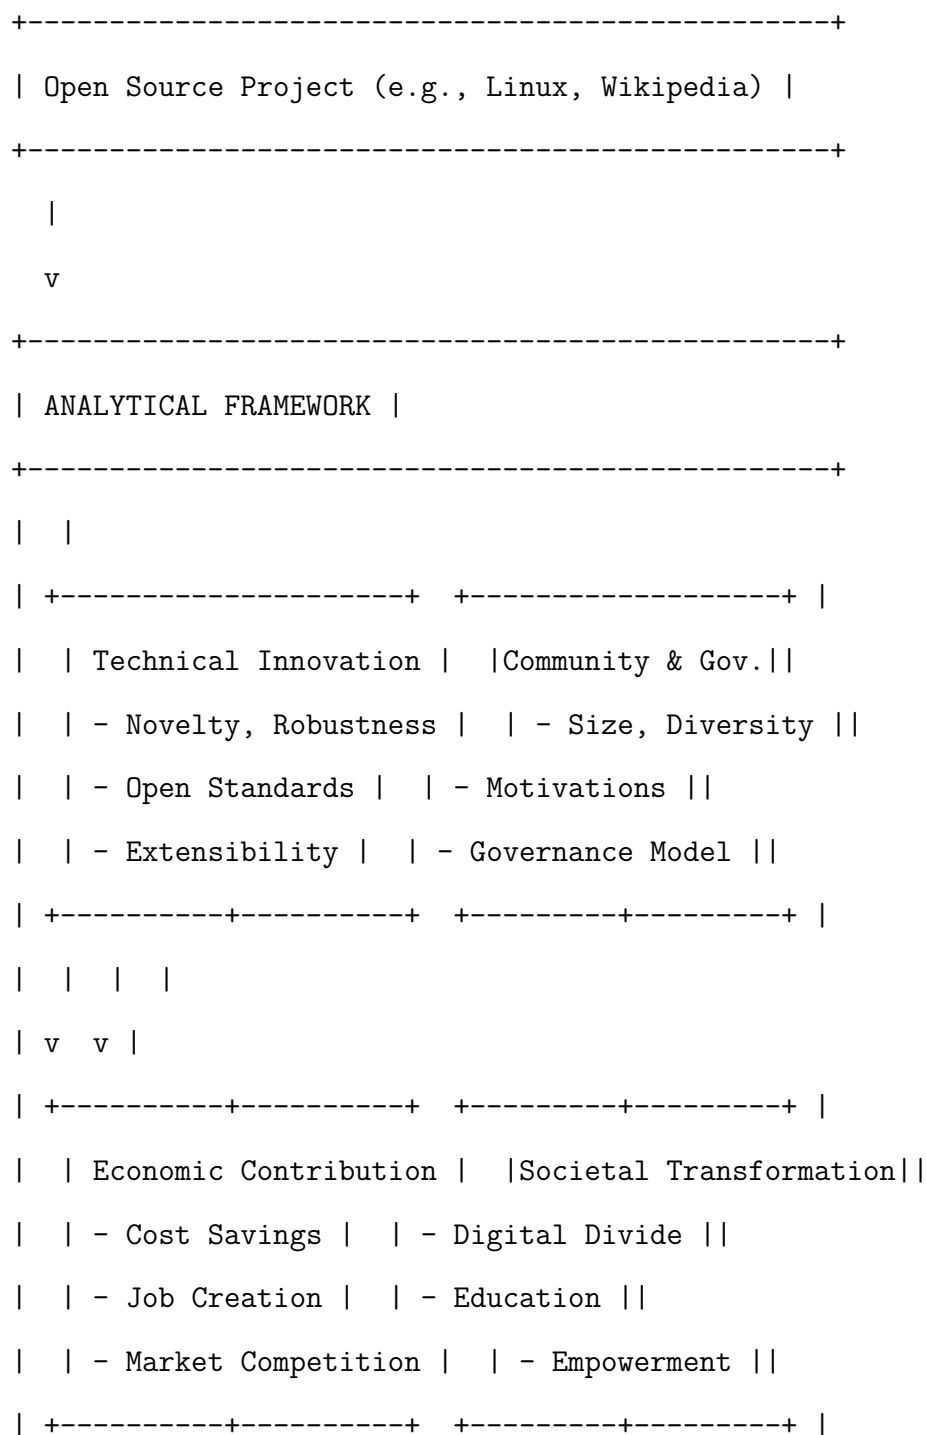 +-------------------------------------------------+
| Open Source Project (e.g., Linux, Wikipedia) |
+-------------------------------------------------+
|
v
+-------------------------------------------------+
| ANALYTICAL FRAMEWORK |
+-------------------------------------------------+
| |
| +---------------------+ +-------------------+ |
| | Technical Innovation | |Community & Gov.||
| | - Novelty, Robustness | | - Size, Diversity ||
| | - Open Standards | | - Motivations ||
| | - Extensibility | | - Governance Model ||
| +----------+----------+ +---------+---------+ |
| | | |
| v v |
| +----------+----------+ +---------+---------+ |
| | Economic Contribution | |Societal Transformation||
| | - Cost Savings | | - Digital Divide ||
| | - Job Creation | | - Education ||
| | - Market Competition | | - Empowerment ||
| +----------+----------+ +---------+---------+ |